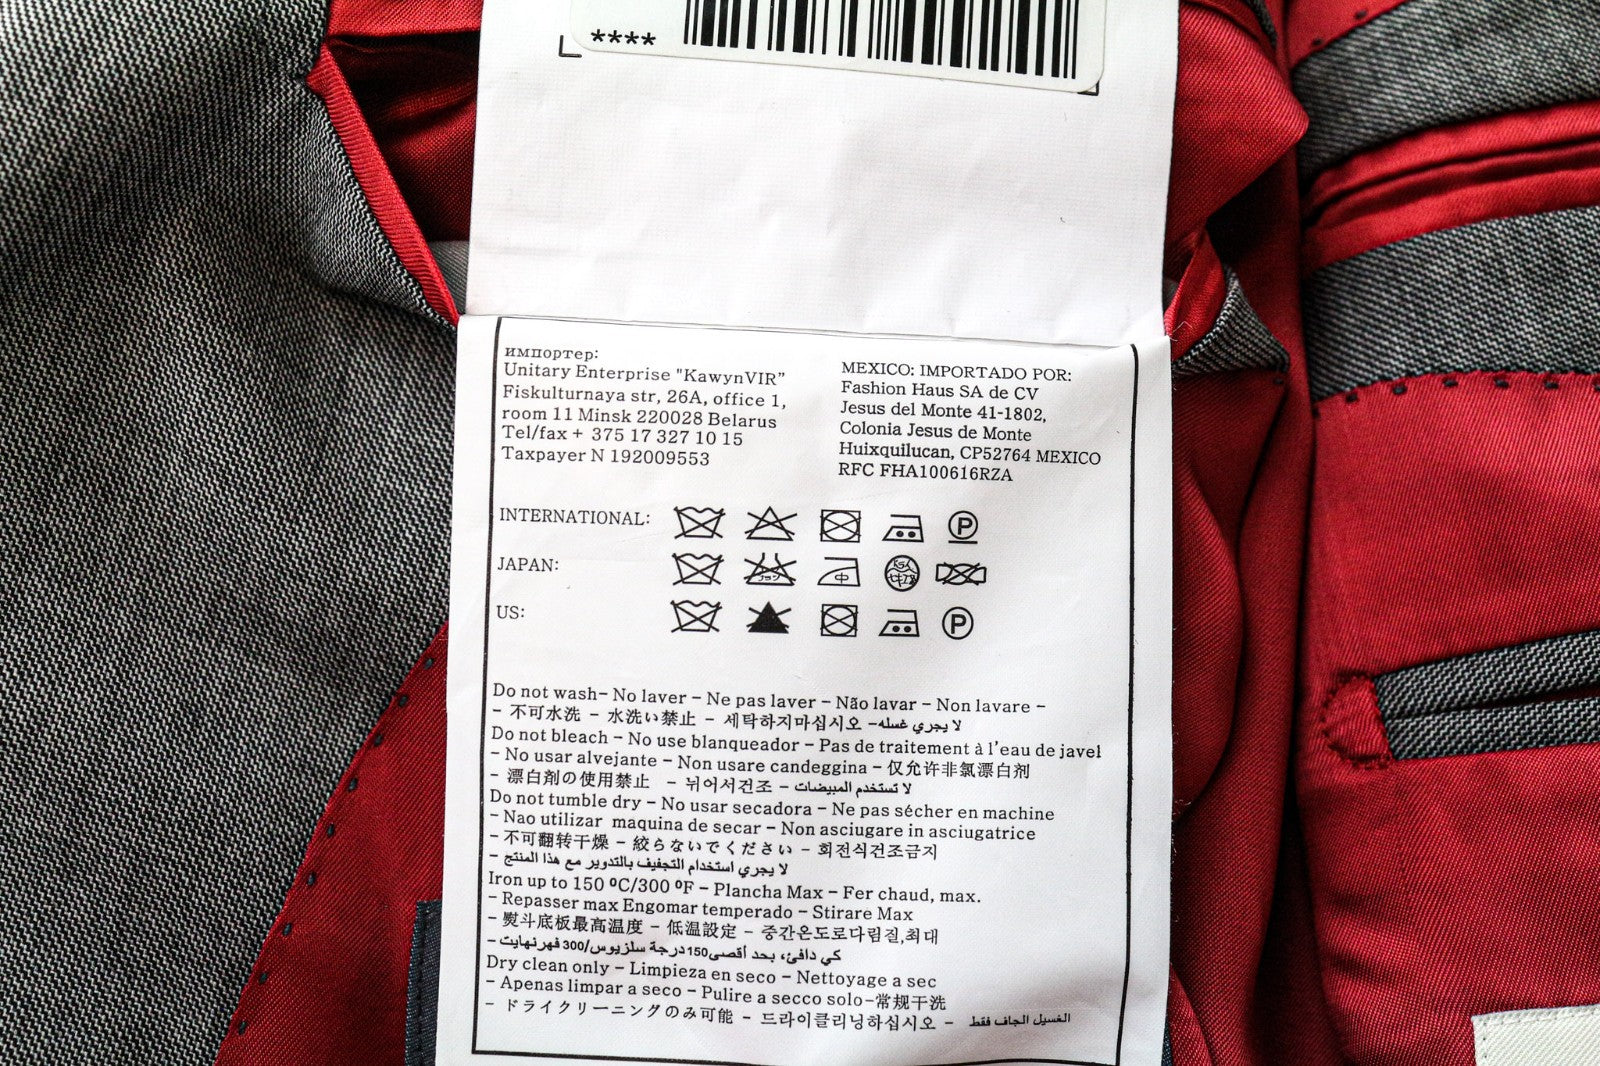 ****
импортер:
Unitary Enterprise "KawynVIR"
Fiskulturnaya str, 26A, office 1,
room 11 Minsk 220028 Belarus
Tel/fax + 375 17 327 10 15
Taxpayer N 192009553
MEXICO: IMPORTADO POR:
Fashion Haus SA de CV
Jesus del Monte 41-1802,
Colonia Jesus de Monte
Huixquilucan, CP52764 MEXICO
RFC FHA100616RZA
INTERNATIONAL:
P
JAPAN:
中
US:
P
Do not wash- No laver - Ne pas laver - Não lavar - Non lavare -
- 不可水洗 - 水洗い禁止 - 세탁하지마십시오 -لا يجري غسله
Do not bleach - No use blanqueador - Pas de traitement à l'eau de javel
- No usar alvejante - Non usare candeggina - 仅允许非氯漂白剂
- 漂白剤の使用禁止 - 뉘어서건조 - لا تستخدم المبيضات
Do not tumble dry - No usar secadora - Ne pas sécher en machine
- Nao utilizar maquina de secar - Non asciugare in asciugatrice
- 不可翻转干燥 - 絞らないでください - 회전식건조금지
- لا يجري استخدام التجفيف بالتدوير مع هذا المنتج
Iron up to 150 ºC/300 ºF - Plancha Max - Fer chaud, max.
- Repasser max Engomar temperado - Stirare Max
- 熨斗底板最高温度 - 低温設定 - 중간온도로다림질,최대
- كي دافئ، بحد أقصى150درجة سلزيوس/300 فهرنهايت
Dry clean only - Limpieza en seco - Nettoyage a sec
- Apenas limpar a seco - Pulire a secco solo-常规干洗
- ドライクリーニングのみ可能 - 드라이클리닝하십시오 - الغسيل الجاف فقط